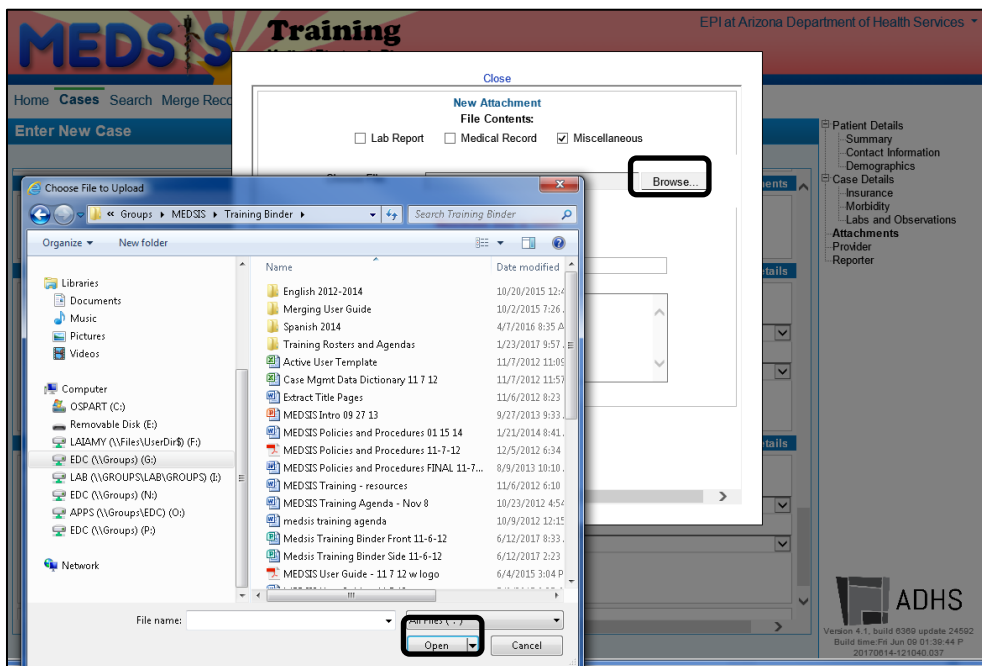 MEDSIS
Training
EPI at Arizona Department of Health Services
Close
Home Cases Search Merge Reco
New Attachment
File Contents:
Lab Report Medical Record Miscellaneous
Enter New Case
Browse...
Patient Details
Summary
Contact Information
Demographics
Case Details
Insurance
Morbidity
Labs and Observations
Attachments
Provider
Reporter
ents
tails
tails
Choose File to Upload
« Groups MEDSIS Training Binder
Search Training Binder
Organize New folder
Name Date modified
Libraries
Documents
Music
Pictures
Videos
Computer
OSPART (C:)
Removable Disk (E:)
LAIAMY (\\Files\UserDir$) (F:)
EDC (\\Groups) (G:)
LAB (\\GROUPS\LAB\GROUPS) (I:)
EDC (\\Groups) (N:)
APPS (\\Groups\EDC) (O:)
EDC (\\Groups) (P:)
Network
English 2012-2014 10/20/2015 12:4
Merging User Guide 10/2/2015 7:26
Spanish 2014 4/7/2016 8:35 A
Training Rosters and Agendas 1/23/2017 9:57
Active User Template 11/7/2012 11:09
Case Mgmt Data Dictionary 11 7 12 11/7/2012 11:57
Extract Title Pages 11/6/2012 8:23
MEDSIS Intro 09 27 13 9/27/2013 9:33
MEDSIS Policies and Procedures 01 15 14 1/21/2014 8:41
MEDSIS Policies and Procedures 11-7-12 12/5/2012 6:34
MEDSIS Policies and Procedures FINAL 11-7... 8/9/2013 10:10
MEDSIS Training - resources 11/6/2012 6:10
MEDSIS Training Agenda - Nov 8 10/23/2012 4:54
medsis training agenda 10/9/2012 12:15
Medsis Training Binder Front 11-6-12 6/12/2017 8:33
Medsis Training Binder Side 11-6-12 6/12/2017 2:23
MEDSIS User Guide - 11 7 12 w logo 6/4/2015 3:04 P
File name:
Open Cancel
ADHS
Version 4.1, build 6369 update 24592
Build time:Fri Jun 09 01:39:44 P
20170614-121040.037